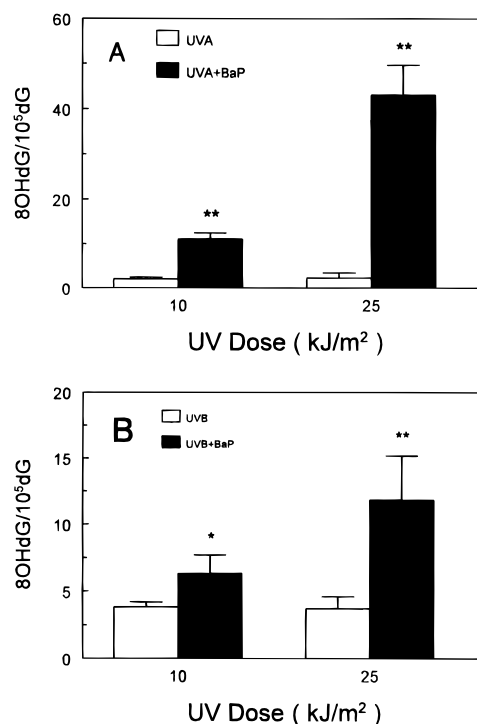 A
UVA
UVA+BaP
**
**
8OHdG/10⁵dG
60
40
20
0
10
25
UV Dose ( kJ/m² )
B
UVB
UVB+BaP
*
**
8OHdG/10⁵dG
20
15
10
5
0
10
25
UV Dose ( kJ/m² )